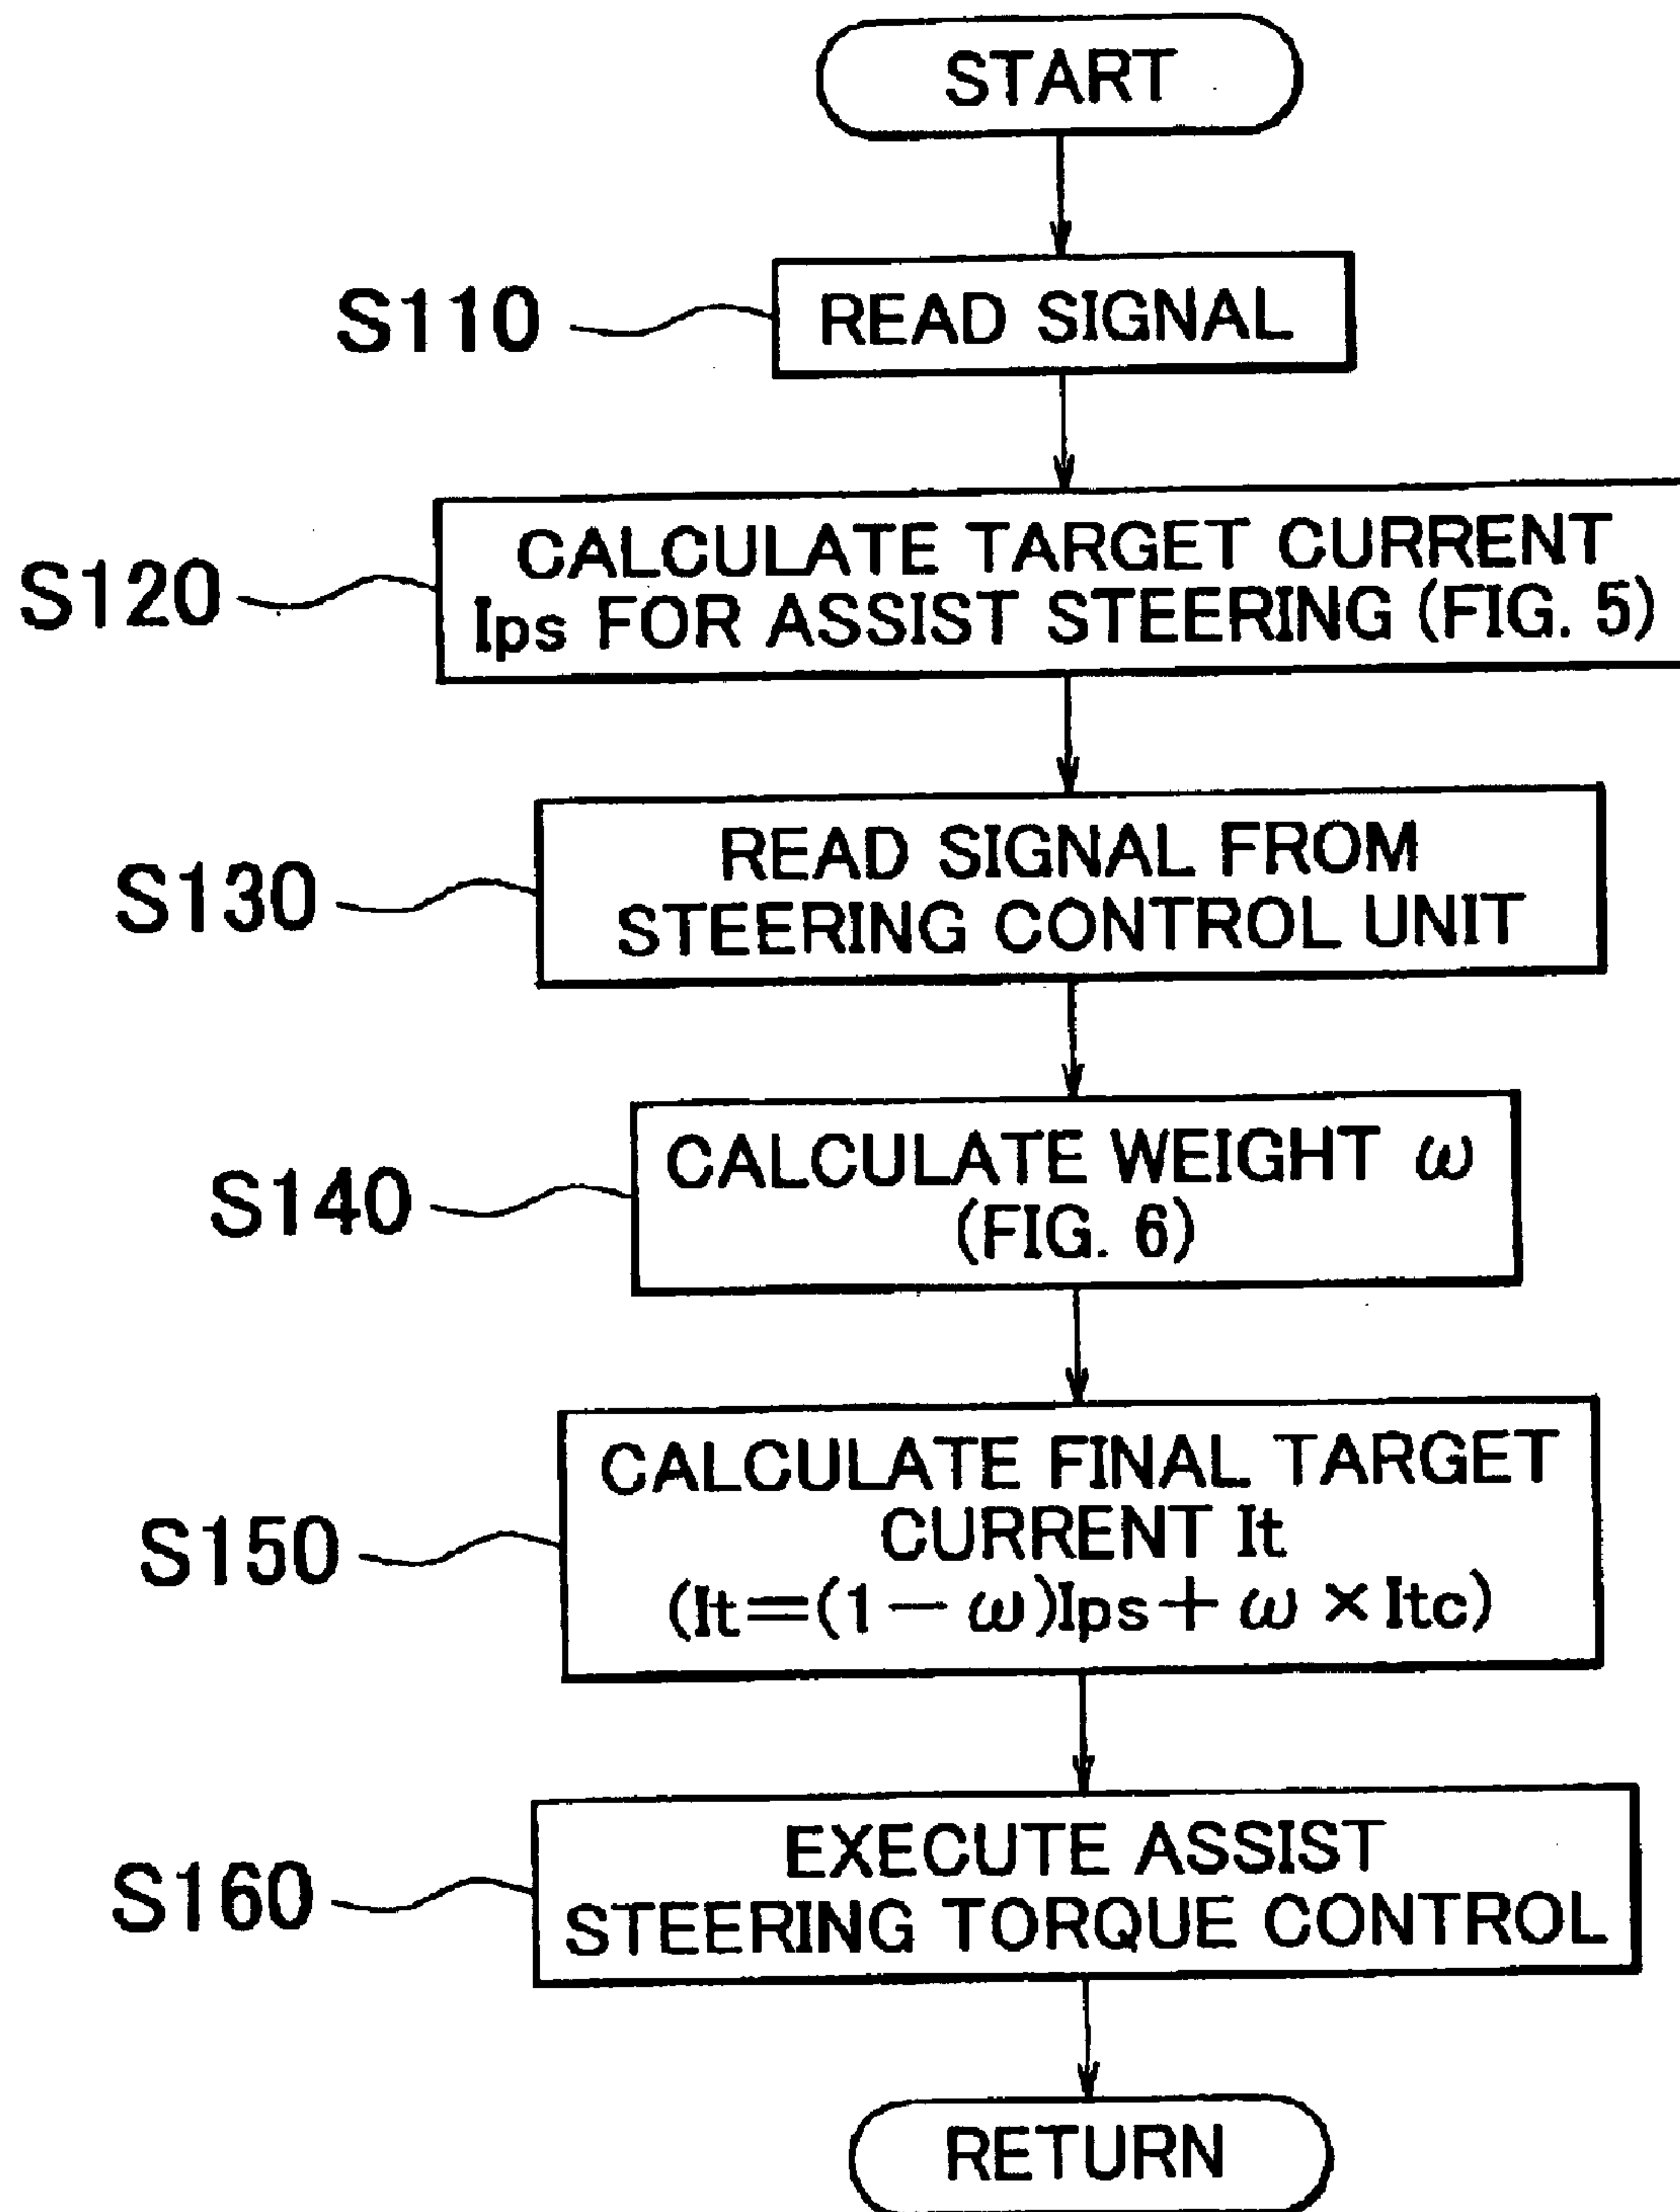 START
S110
READ SIGNAL
S120
CALCULATE TARGET CURRENT
Ips FOR ASSIST STEERING (FIG. 5)
S130
READ SIGNAL FROM
STEERING CONTROL UNIT
S140
CALCULATE WEIGHT ω
(FIG. 6)
S150
CALCULATE FINAL TARGET
CURRENT It
(It=(1-ω)Ips+ω×Itc)
S160
EXECUTE ASSIST
STEERING TORQUE CONTROL
RETURN